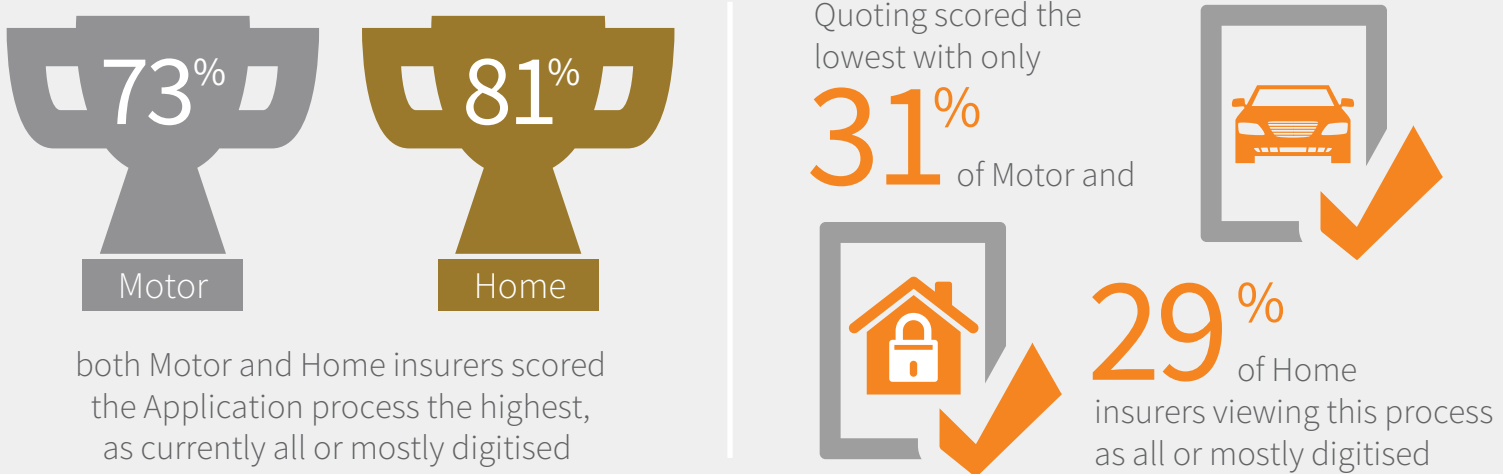 73%
81%
Motor
Home
both Motor and Home insurers scored
the Application process the highest,
as currently all or mostly digitised
Quoting scored the
lowest with only
31%
of Motor and
29%
of Home
insurers viewing this process
as all or mostly digitised